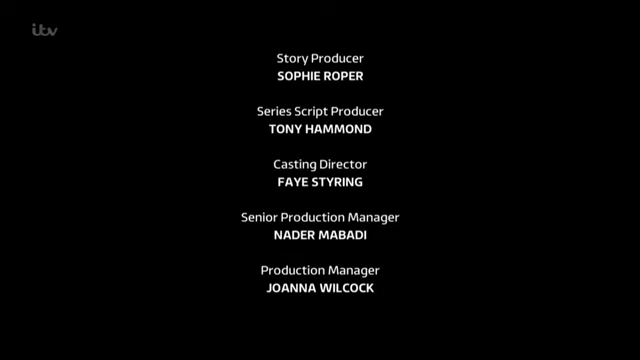 itv
Story Producer
SOPHIE ROPER
Series Script Producer
TONY HAMMOND
Casting Director
FAYE STYRING
Senior Production Manager
NADER MABADI
Production Manager
JOANNA WILCOCK